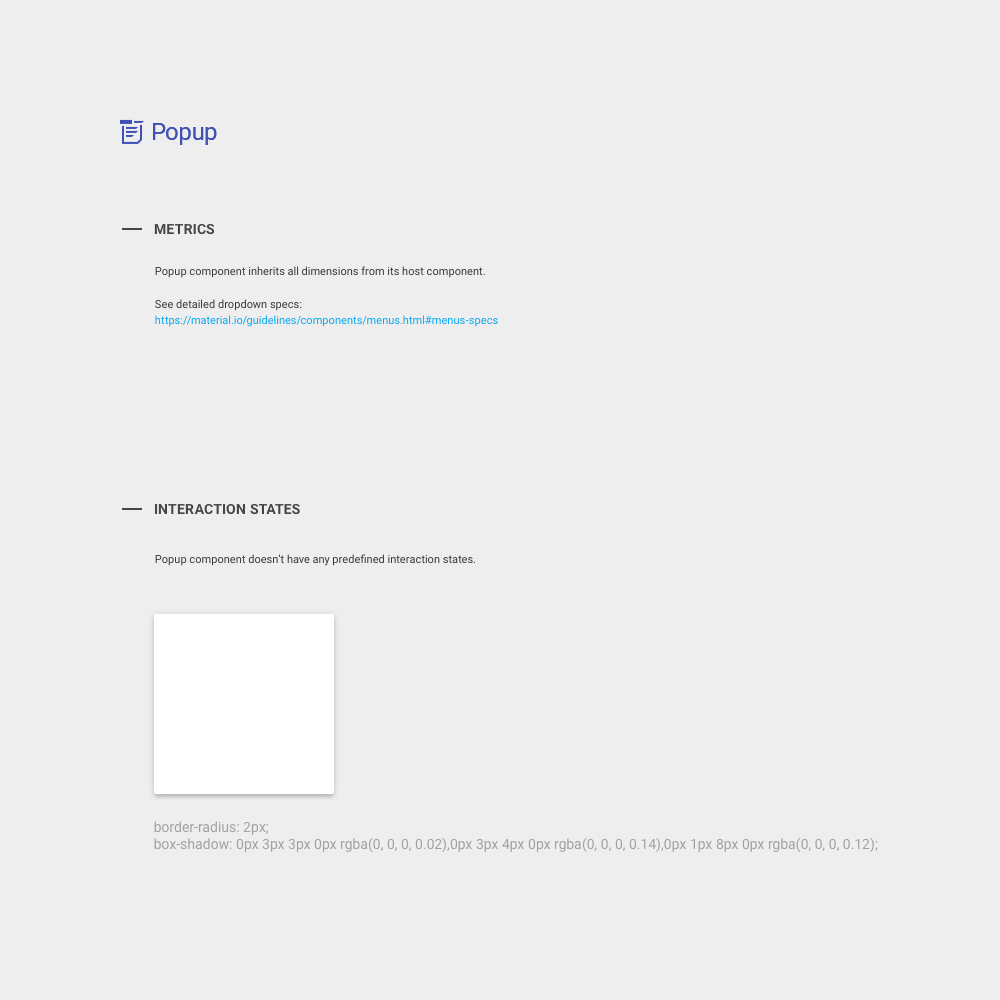 Popup
METRICS
Popup component inherits all dimensions from its host component.
See detailed dropdown specs:
https://material.io/guidelines/components/menus.html#menus-specs
INTERACTION STATES
Popup component doesn’t have any predefined interaction states.
border-radius: 2px;
box-shadow: 0px 3px 3px 0px rgba(0, 0, 0, 0.02),0px 3px 4px 0px rgba(0, 0, 0, 0.14),0px 1px 8px 0px rgba(0, 0, 0, 0.12);